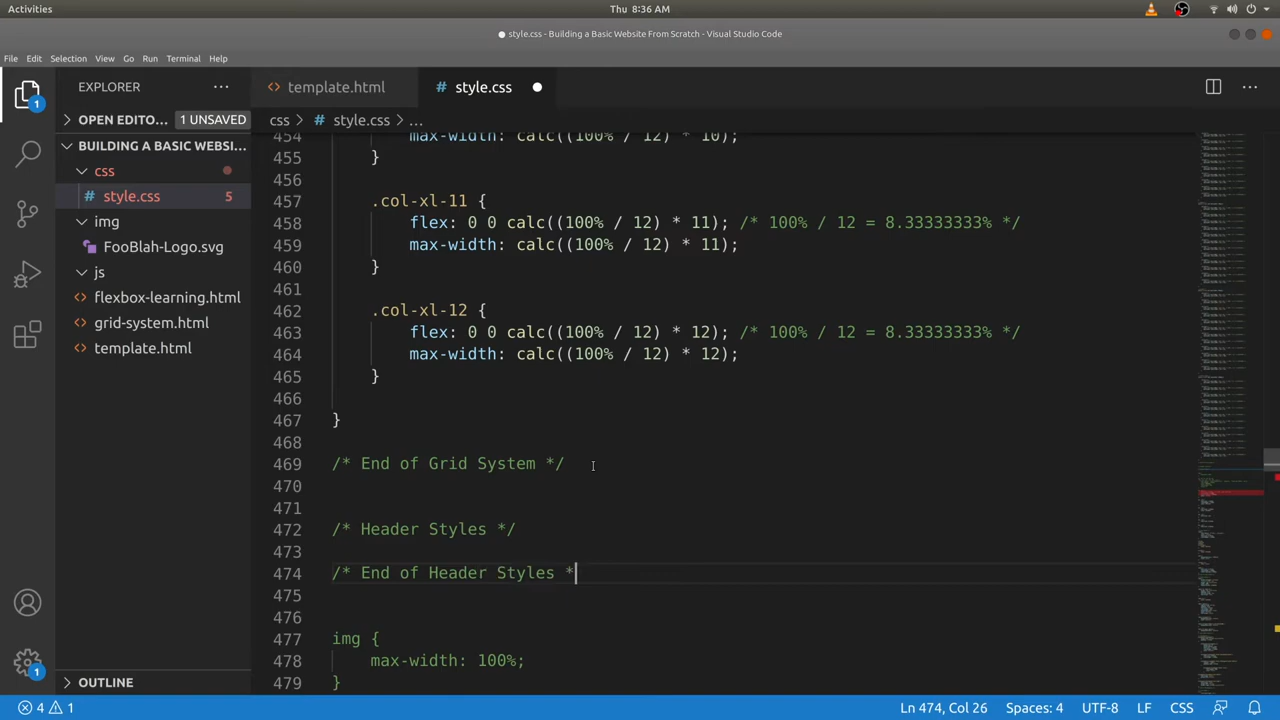 Activities
Thu 8:36 AM
● style.css - Building a Basic Website From Scratch - Visual Studio Code
File Edit Selection View Go Run Terminal Help
EXPLORER ...
template.html
# style.css ●
OPEN EDITO... 1 UNSAVED
css > # style.css > ...
BUILDING A BASIC WEBSI...
css
# style.css 5
img
FooBlah-Logo.svg
js
flexbox-learning.html
grid-system.html
template.html
OUTLINE
1
1
454 max-width: calc((100% / 12) * 10);
455 }
456
457 .col-xl-11 {
458 flex: 0 0 calc((100% / 12) * 11); /* 100% / 12 = 8.3333333% */
459 max-width: calc((100% / 12) * 11);
460 }
461
462 .col-xl-12 {
463 flex: 0 0 calc((100% / 12) * 12); /* 100% / 12 = 8.3333333% */
464 max-width: calc((100% / 12) * 12);
465 }
466
467 }
468
469 /* End of Grid System */
470
471
472 /* Header Styles */
473
474 /* End of Header Styles *
475
476
477 img {
478 max-width: 100%;
479
4 1
Ln 474, Col 26 Spaces: 4 UTF-8 LF CSS